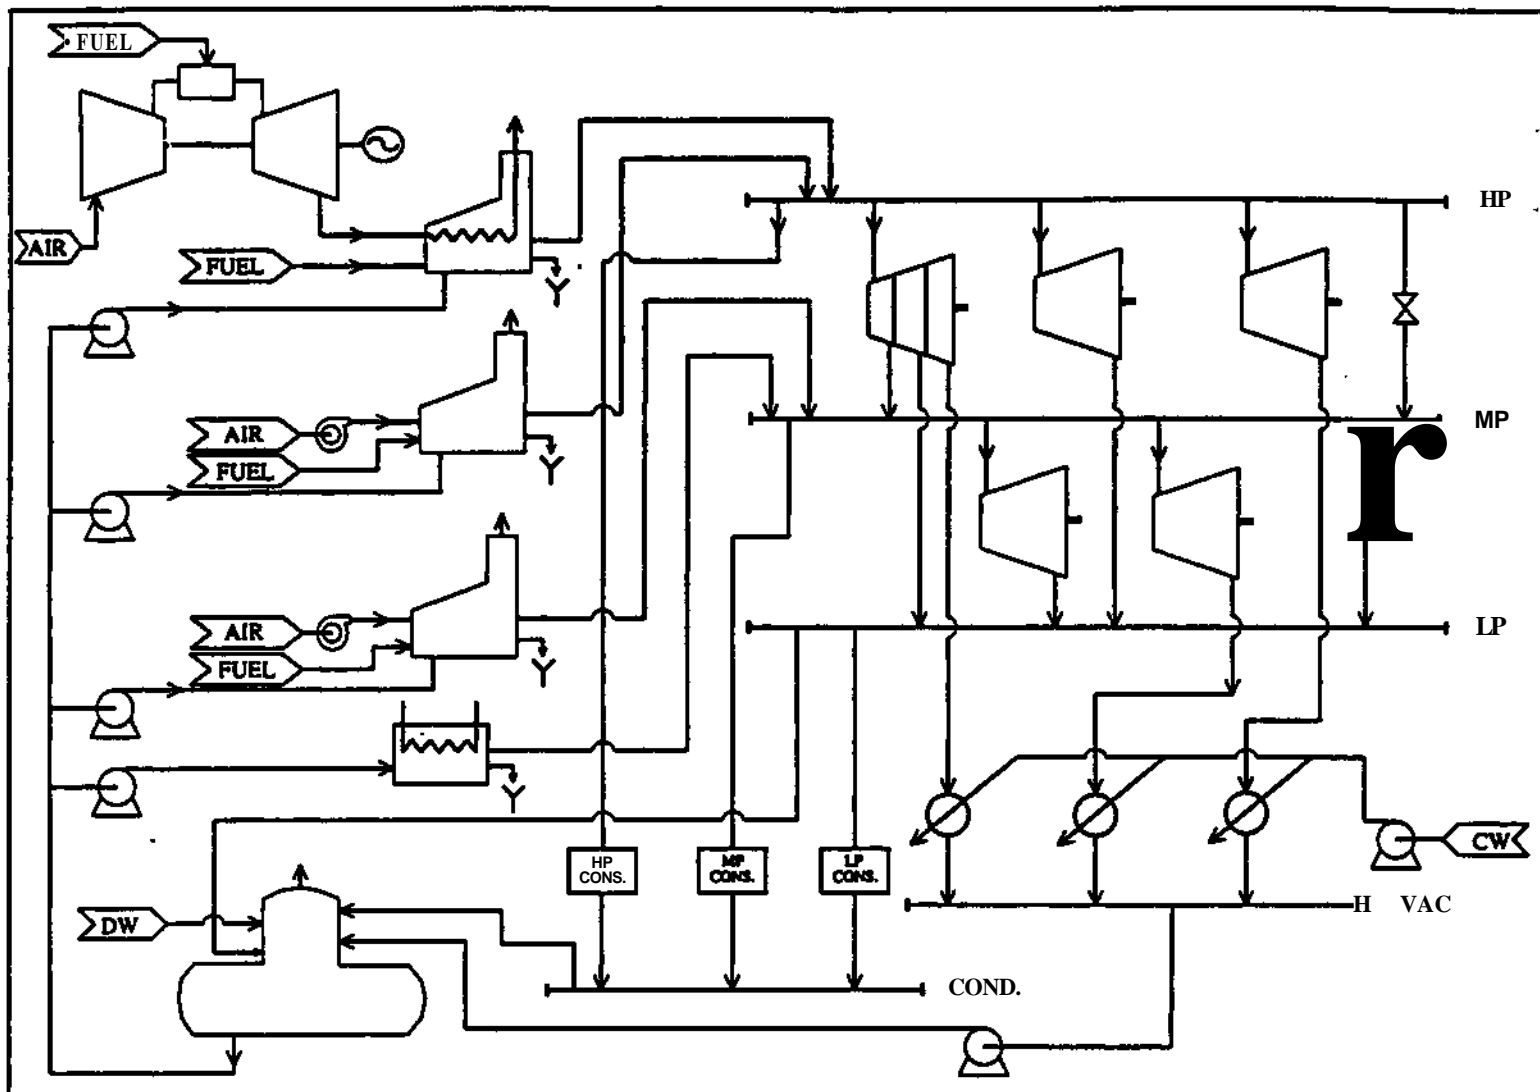 FUEL
AIR
FUEL
HP
AIR
FUEL
MP
r
AIR
FUEL
LP
HP
CONS.
MP
CONS.
LP
CONS.
CW
DW
H VAC
COND.